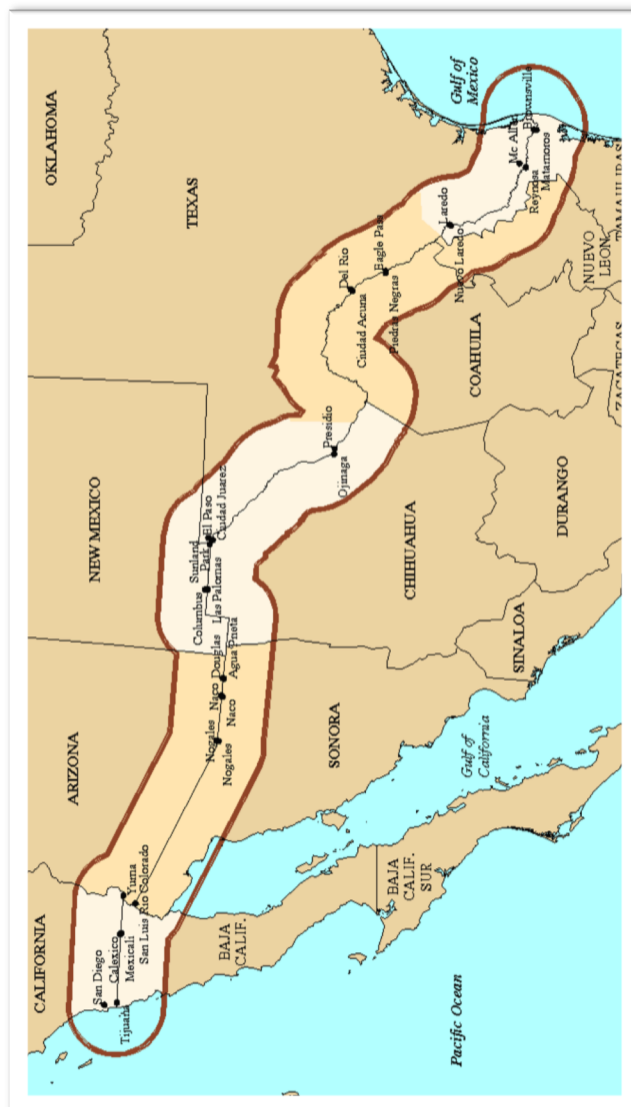 CALIFORNIA
ARIZONA
NEW MEXICO
OKLAHOMA
TEXAS
San Diego
Tijuana
Calexico
Mexicali
Yuma
San Luis Rio Colorado
Nogales
Nogales
Naco
Naco
Douglas
Agua Prieta
Columbus
Las Palomas
Sunland
Park
El Paso
Ciudad Juarez
Presidio
Ojinaga
Del Rio
Ciudad Acuna
Eagle Pass
Piedras Negras
Laredo
Nuevo Laredo
Mc Allen
Reynosa
Brownsville
Matamoros
Gulf of
Mexico
BAJA
CALIF.
SONORA
CHIHUAHUA
COAHUILA
NUEVO
LEON
TAMAULIPAS
BAJA
CALIF.
SUR
Gulf of
California
SINALOA
DURANGO
ZACATECAS
Pacific Ocean